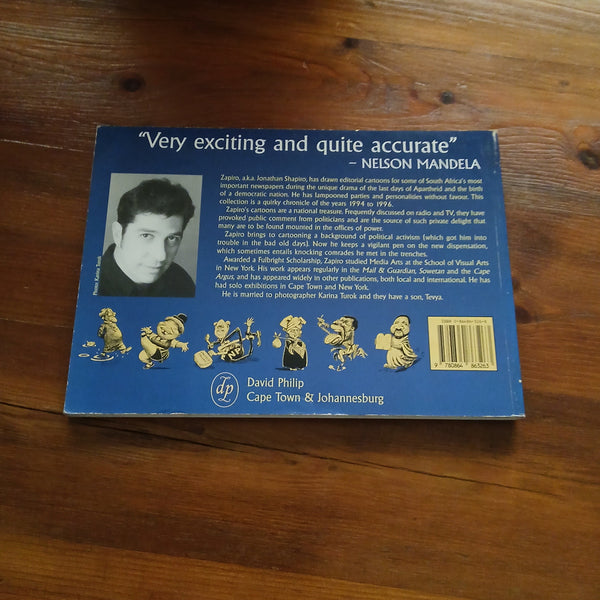 "Very exciting and quite accurate"
– NELSON MANDELA
Zapiro, a.k.a. Jonathan Shapiro, has drawn editorial cartoons for some of South Africa's most
important newspapers during the unique drama of the last days of Apartheid and the birth
of a democratic nation. He has lampooned parties and personalities without favour. This
collection is a quirky chronicle of the years 1994 to 1996.
Zapiro's cartoons are a national treasure. Frequently discussed on radio and TV, they have
provoked public comment from politicians and are the source of such private delight that
many are to be found mounted in the offices of power.
Zapiro brings to cartooning a background of political activism (which got him into
trouble in the bad old days). Now he keeps a vigilant pen on the new dispensation,
which sometimes entails knocking comrades he met in the trenches.
Awarded a Fulbright Scholarship, Zapiro studied Media Arts at the School of Visual Arts
in New York. His work appears regularly in the Mail & Guardian, Sowetan and the Cape
Argus, and has appeared widely in other publications, both local and international. He has
had solo exhibitions in Cape Town and New York.
He is married to photographer Karina Turok and they have a son, Tevya.
Photo: Karina Turok
ISBN 0-86486-326-
9 780864 863263
dp
David Philip
Cape Town & Johannesburg